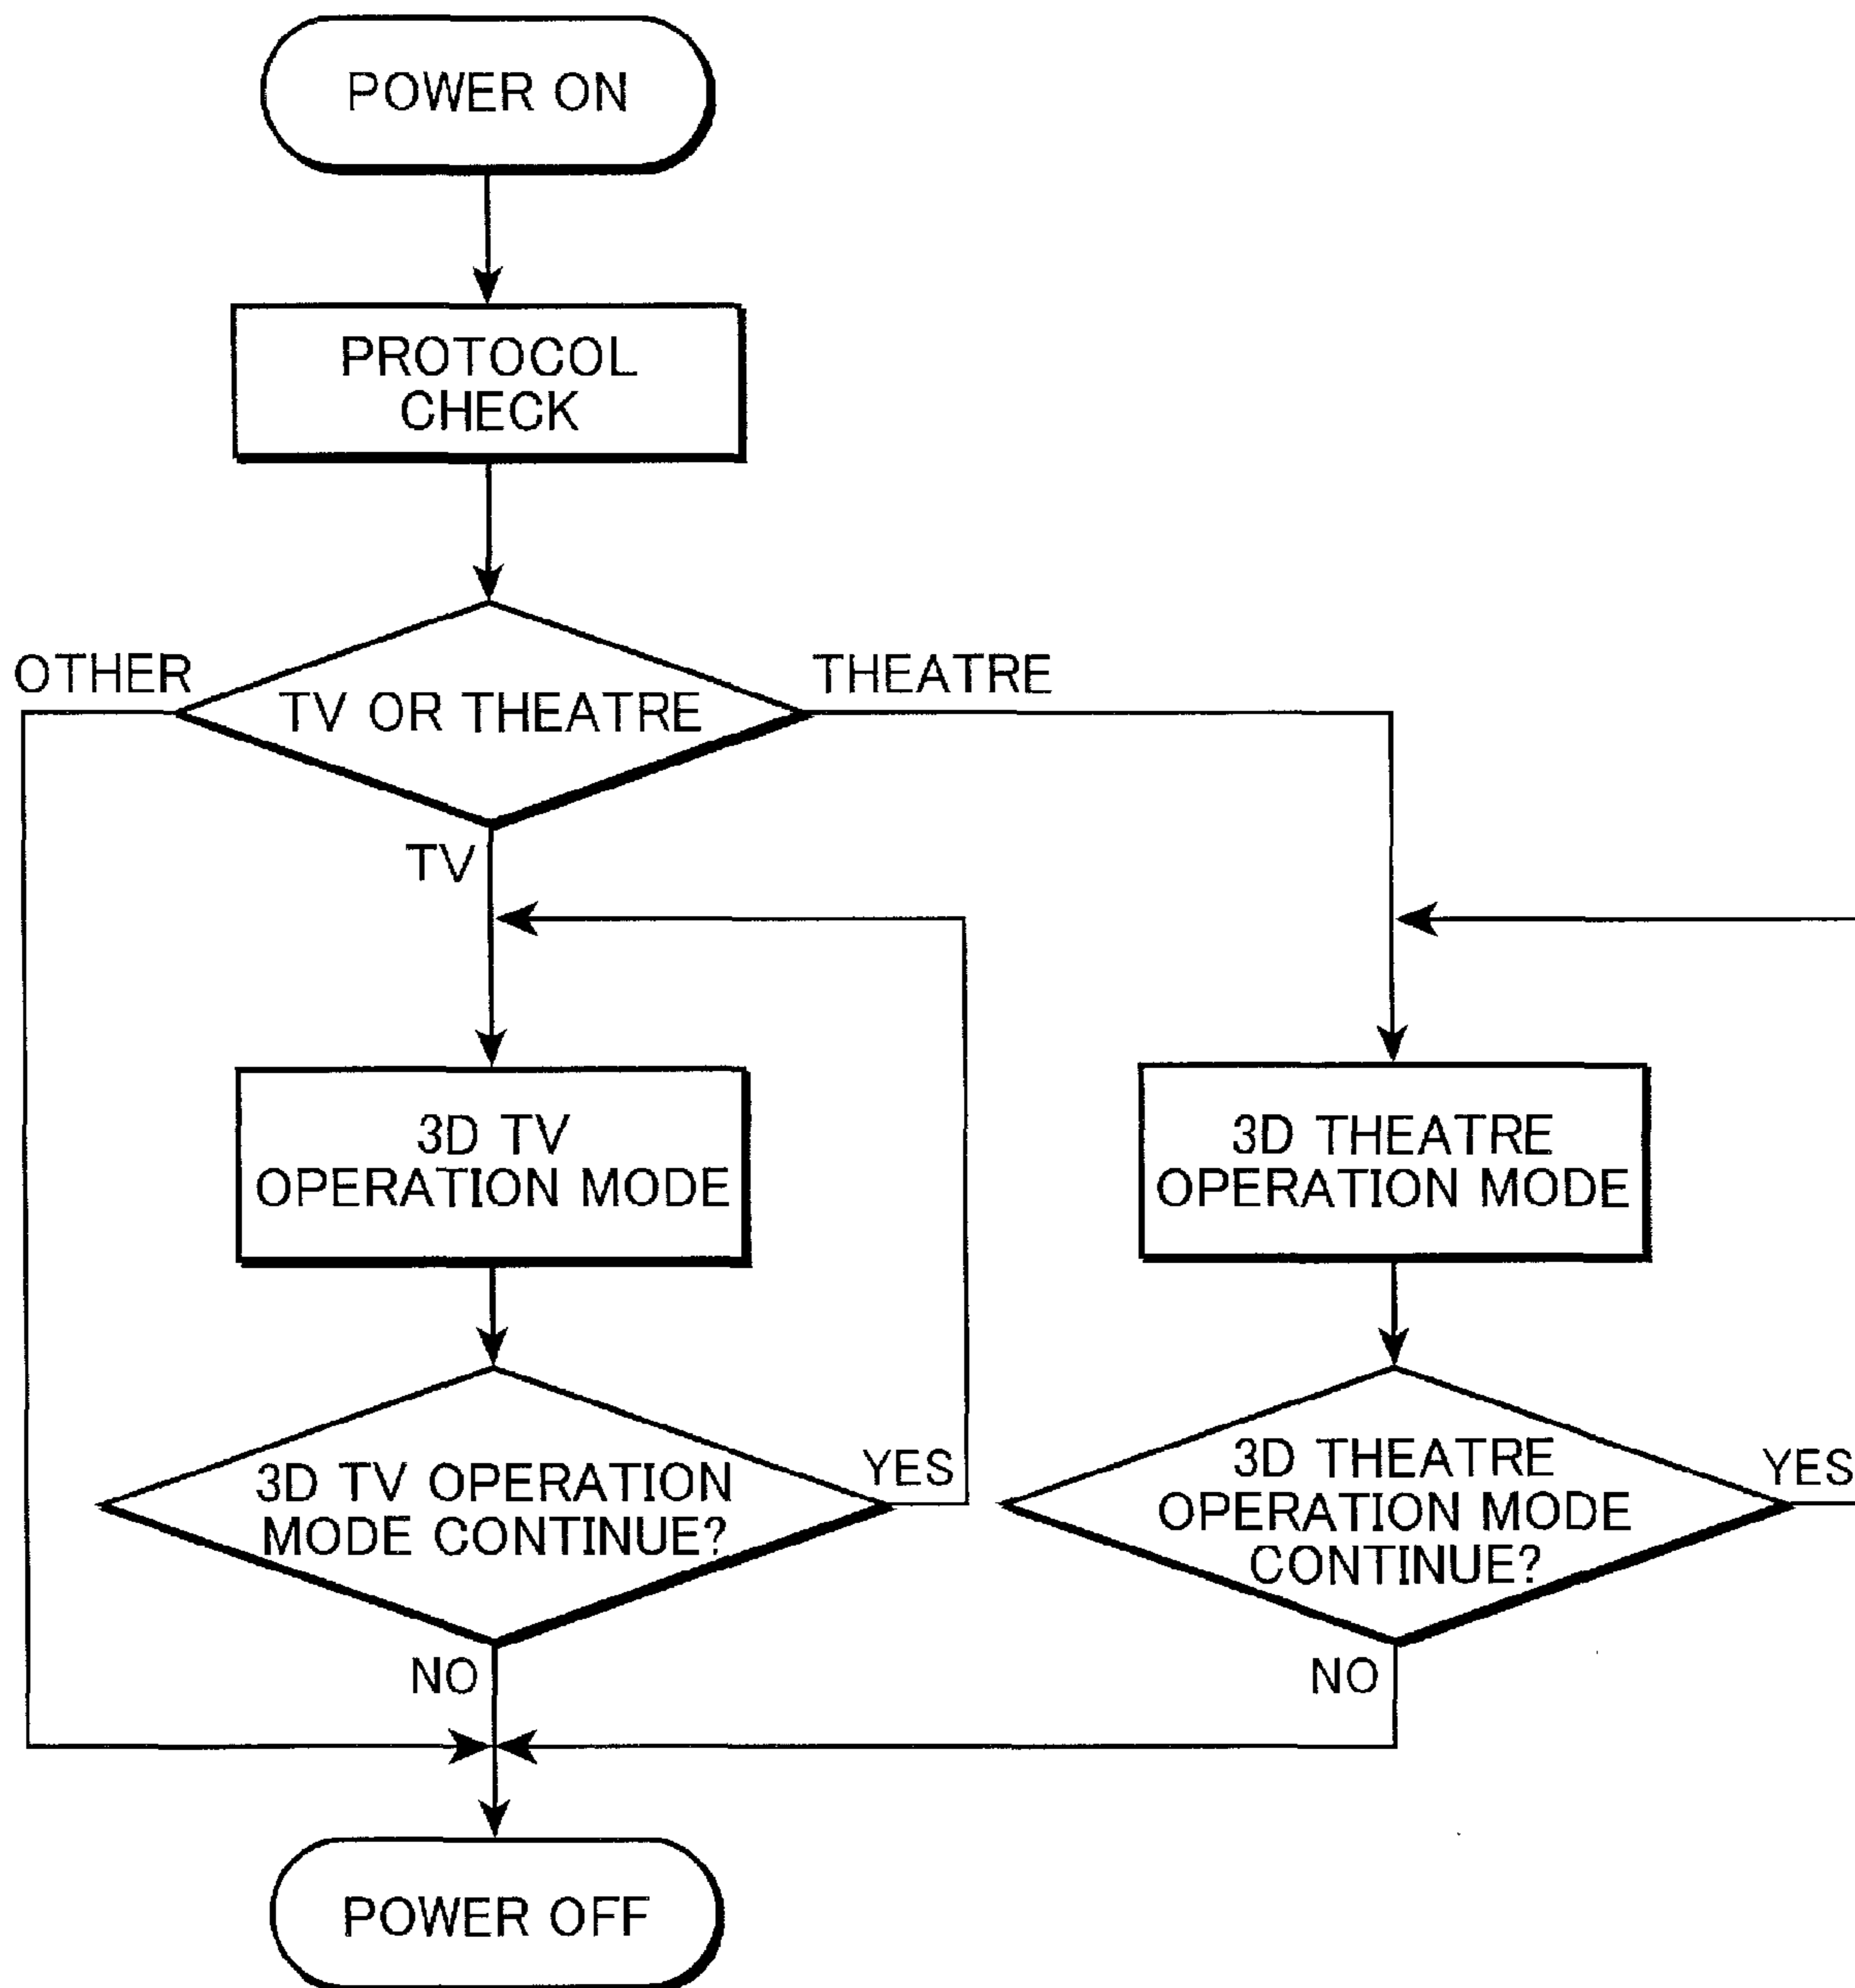 POWER ON
PROTOCOL
CHECK
OTHER
TV OR THEATRE
THEATRE
TV
3D TV
OPERATION MODE
3D THEATRE
OPERATION MODE
3D TV OPERATION
MODE CONTINUE?
YES
3D THEATRE
OPERATION MODE
CONTINUE?
YES
NO
NO
POWER OFF